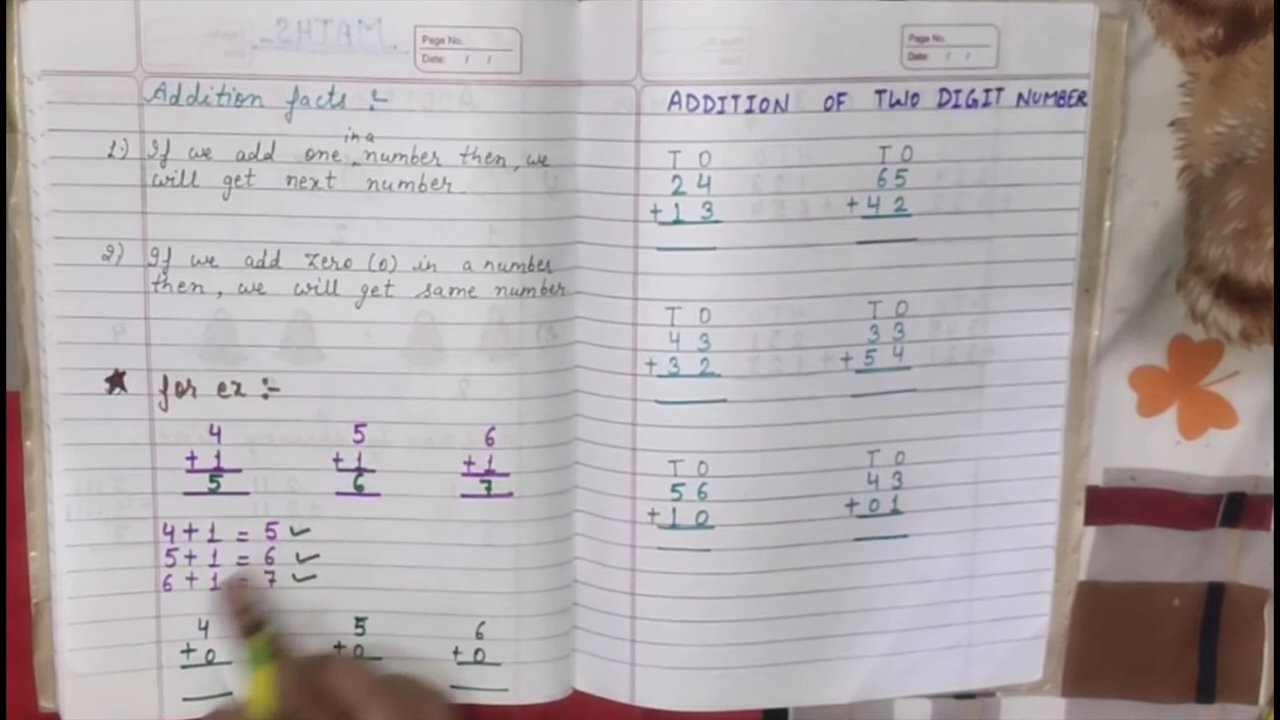 MATHS
Page No.
Date: / /
Addition facts :-
1.) If we add one in a number then, we
will get next number.
2) If we add zero (0) in a number
then, we will get same number
★ for ex :-
4 5 6
+ 1 + 1 + 1
5 6 7
4 + 1 = 5 ✓
5 + 1 = 6 ✓
6 + 1 = 7 ✓
4 5 6
+ 0 + 0 + 0
Page No.
Date: / /
ADDITION OF TWO DIGIT NUMBER
T O T O
2 4 6 5
+ 1 3 + 4 2
T O T O
4 3 3 3
+ 3 2 + 5 4
T O T O
5 6 4 3
+ 1 0 + 0 1